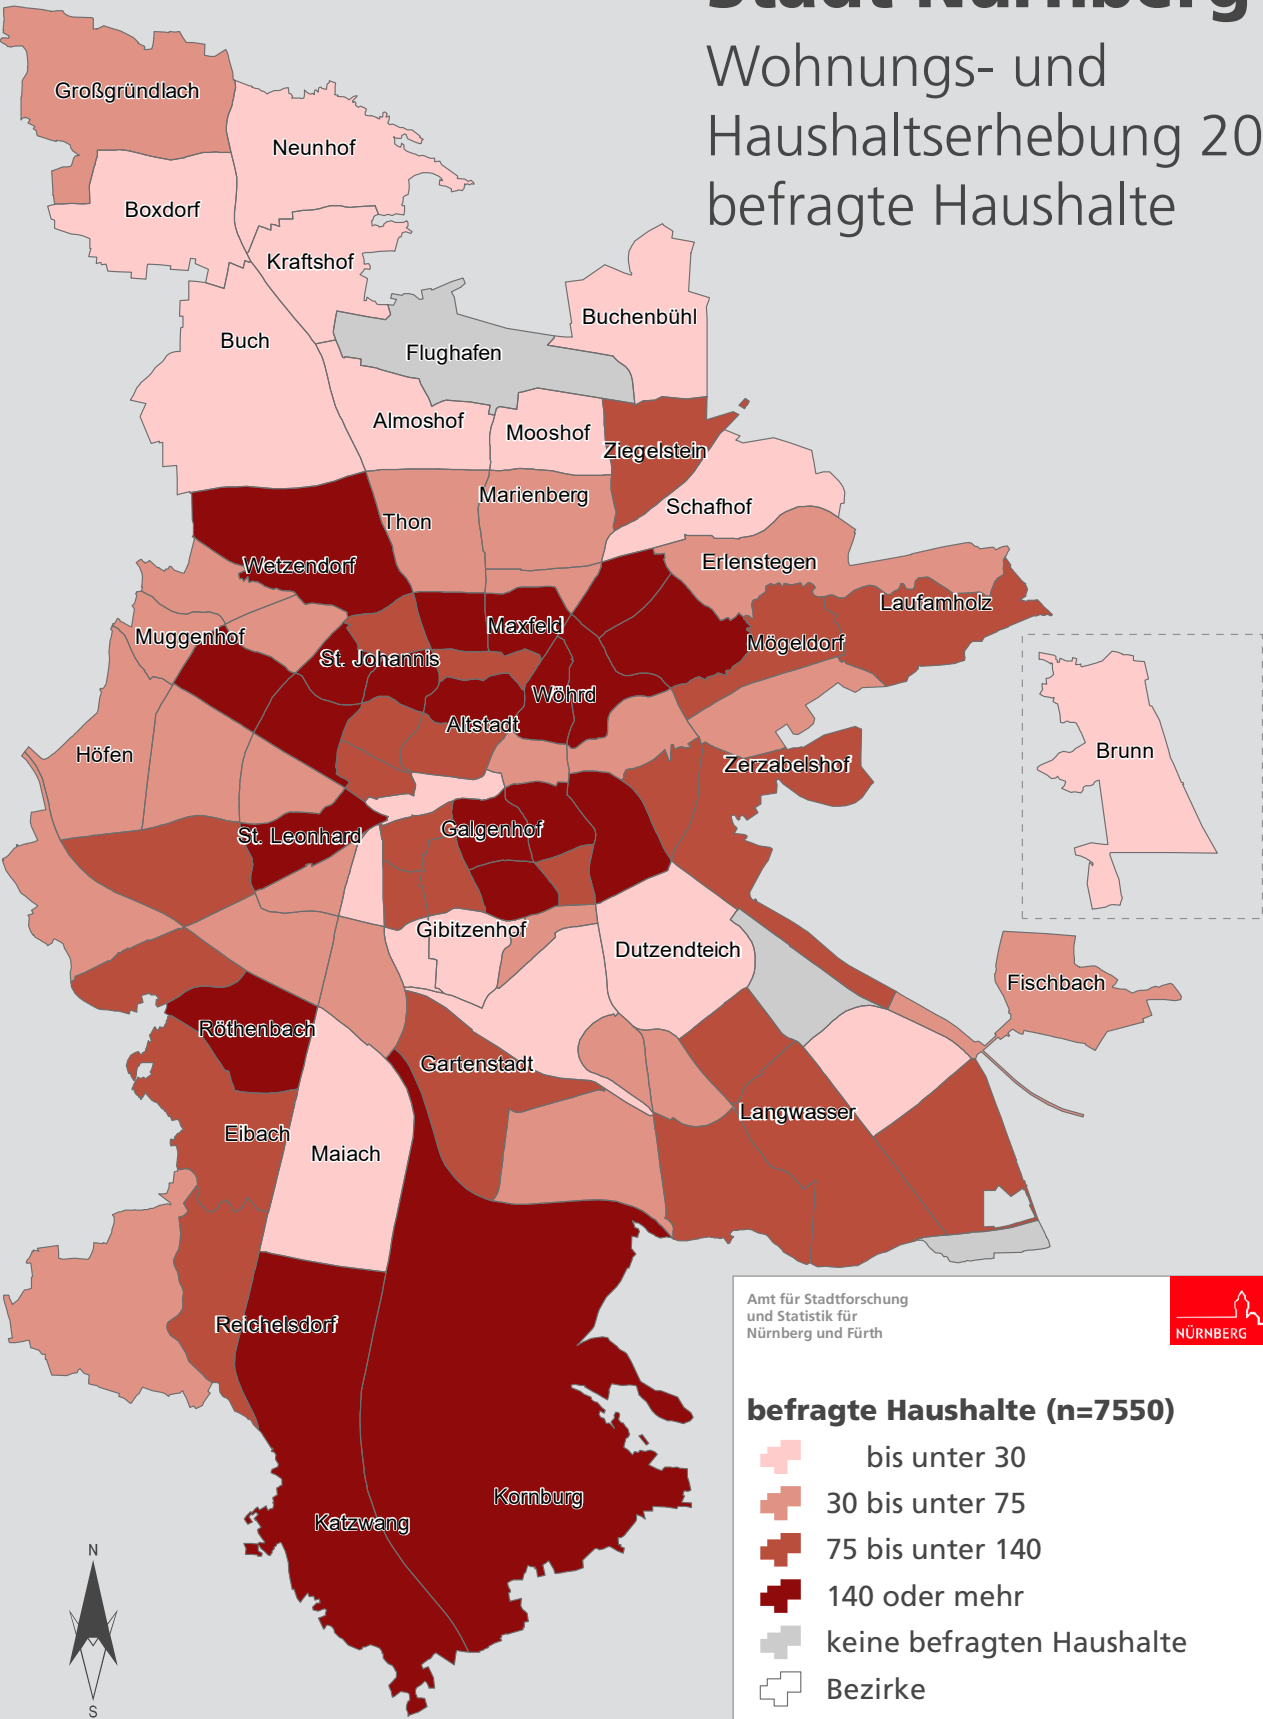 Stadt Nürnberg
Wohnungs- und
Haushaltserhebung 20
befragte Haushalte
Großgründlach
Neunhof
Boxdorf
Kraftshof
Buch
Flughafen
Buchenbühl
Almoshof
Mooshof
Ziegelstein
Marienberg
Thon
Schafhof
Wetzendorf
Erlenstegen
Laufamholz
Maxfeld
Muggenhof
Mögeldorf
St. Johannis
Wöhrd
Altstadt
Höfen
Zerzabelshof
Brunn
Galgenhof
St. Leonhard
Gibitzenhof
Dutzendteich
Fischbach
Röthenbach
Gartenstadt
Langwasser
Eibach
Maiach
Reichelsdorf
Kornburg
Katzwang
N
S
Amt für Stadtforschung
und Statistik für
Nürnberg und Fürth
NÜRNBERG
befragte Haushalte (n=7550)
bis unter 30
30 bis unter 75
75 bis unter 140
140 oder mehr
keine befragten Haushalte
Bezirke